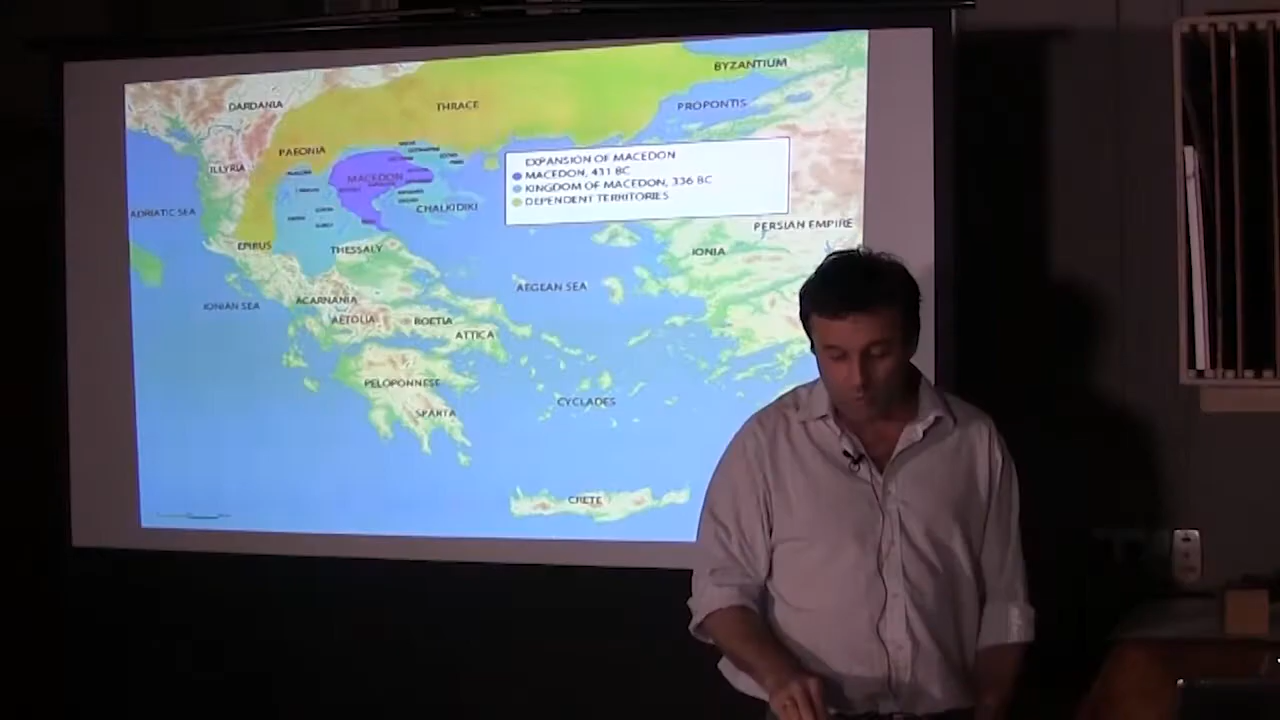 BYZANTIUM
DARDANIA
THRACE
PROPONTIS
PAEONIA
EXPANSION OF MACEDON
MACEDON, 431 BC
KINGDOM OF MACEDON, 336 BC
DEPENDENT TERRITORIES
ILLYRIA
MACEDON
CHALKIDIKI
ADRIATIC SEA
PERSIAN EMPIRE
EPIRUS
THESSALY
IONIA
AEGEAN SEA
IONIAN SEA
ACARNANIA
AETOLIA
BOETIA
ATTICA
PELOPONNESE
CYCLADES
SPARTA
CRETE